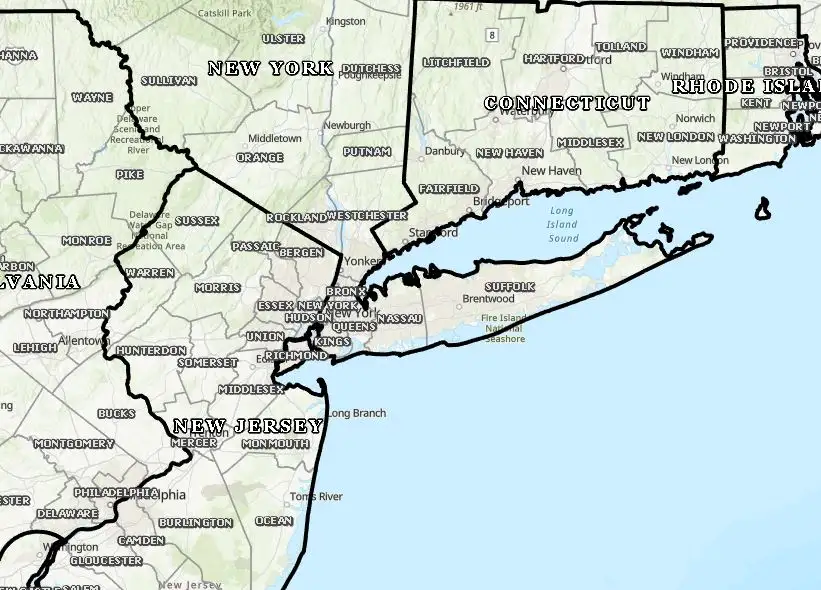 Catskill Park
1961 ft
Kingston
8
ULSTER
TOLLAND
PROVIDENCE
HANNA
HARTFORD
WINDHAM
LITCHFIELD
NEW YORK
DUTCHESS
Poughkeepsie
BRISTOL
SULLIVAN
Windham
RHODE ISLA
WAYNE
CONNECTICUT
KENT
NEWPO
Upper
Delaware
Scenic and
Recreational
River
Waterbury
Norwich
Newburgh
NEWPORT
Middletown
NEW LONDON
WASHINGTON
CKAWANNA
MIDDLESEX
PUTNAM
Danbury
NEW HAVEN
ORANGE
New London
PIKE
New Haven
FAIRFIELD
Bridgeport
Delaware
Water Gap
National
Recreation Area
SUSSEX
ROCKLAND
WESTCHESTER
Long
Island
Sound
Stamford
MONROE
PASSAIC
BERGEN
Yonkers
ARBON
WARREN
LVANIA
MORRIS
SUFFOLK
BRONX
Brentwood
ESSEX
NEW YORK
NORTHAMPTON
HUDSON
New York
NASSAU
Fire Island
National
Seashore
QUEENS
UNION
KINGS
Allentown
LEHIGH
HUNTERDON
RICHMOND
SOMERSET
MIDDLESEX
ng
BUCKS
Long Branch
NEW JERSEY
Trenton
MERCER
MONMOUTH
MONTGOMERY
PHILADELPHIA
Philadelphia
Toms River
ESTER
DELAWARE
BURLINGTON
OCEAN
CAMDEN
Wilmington
GLOUCESTER
New Jersey
NEW CASTLE
SALEM